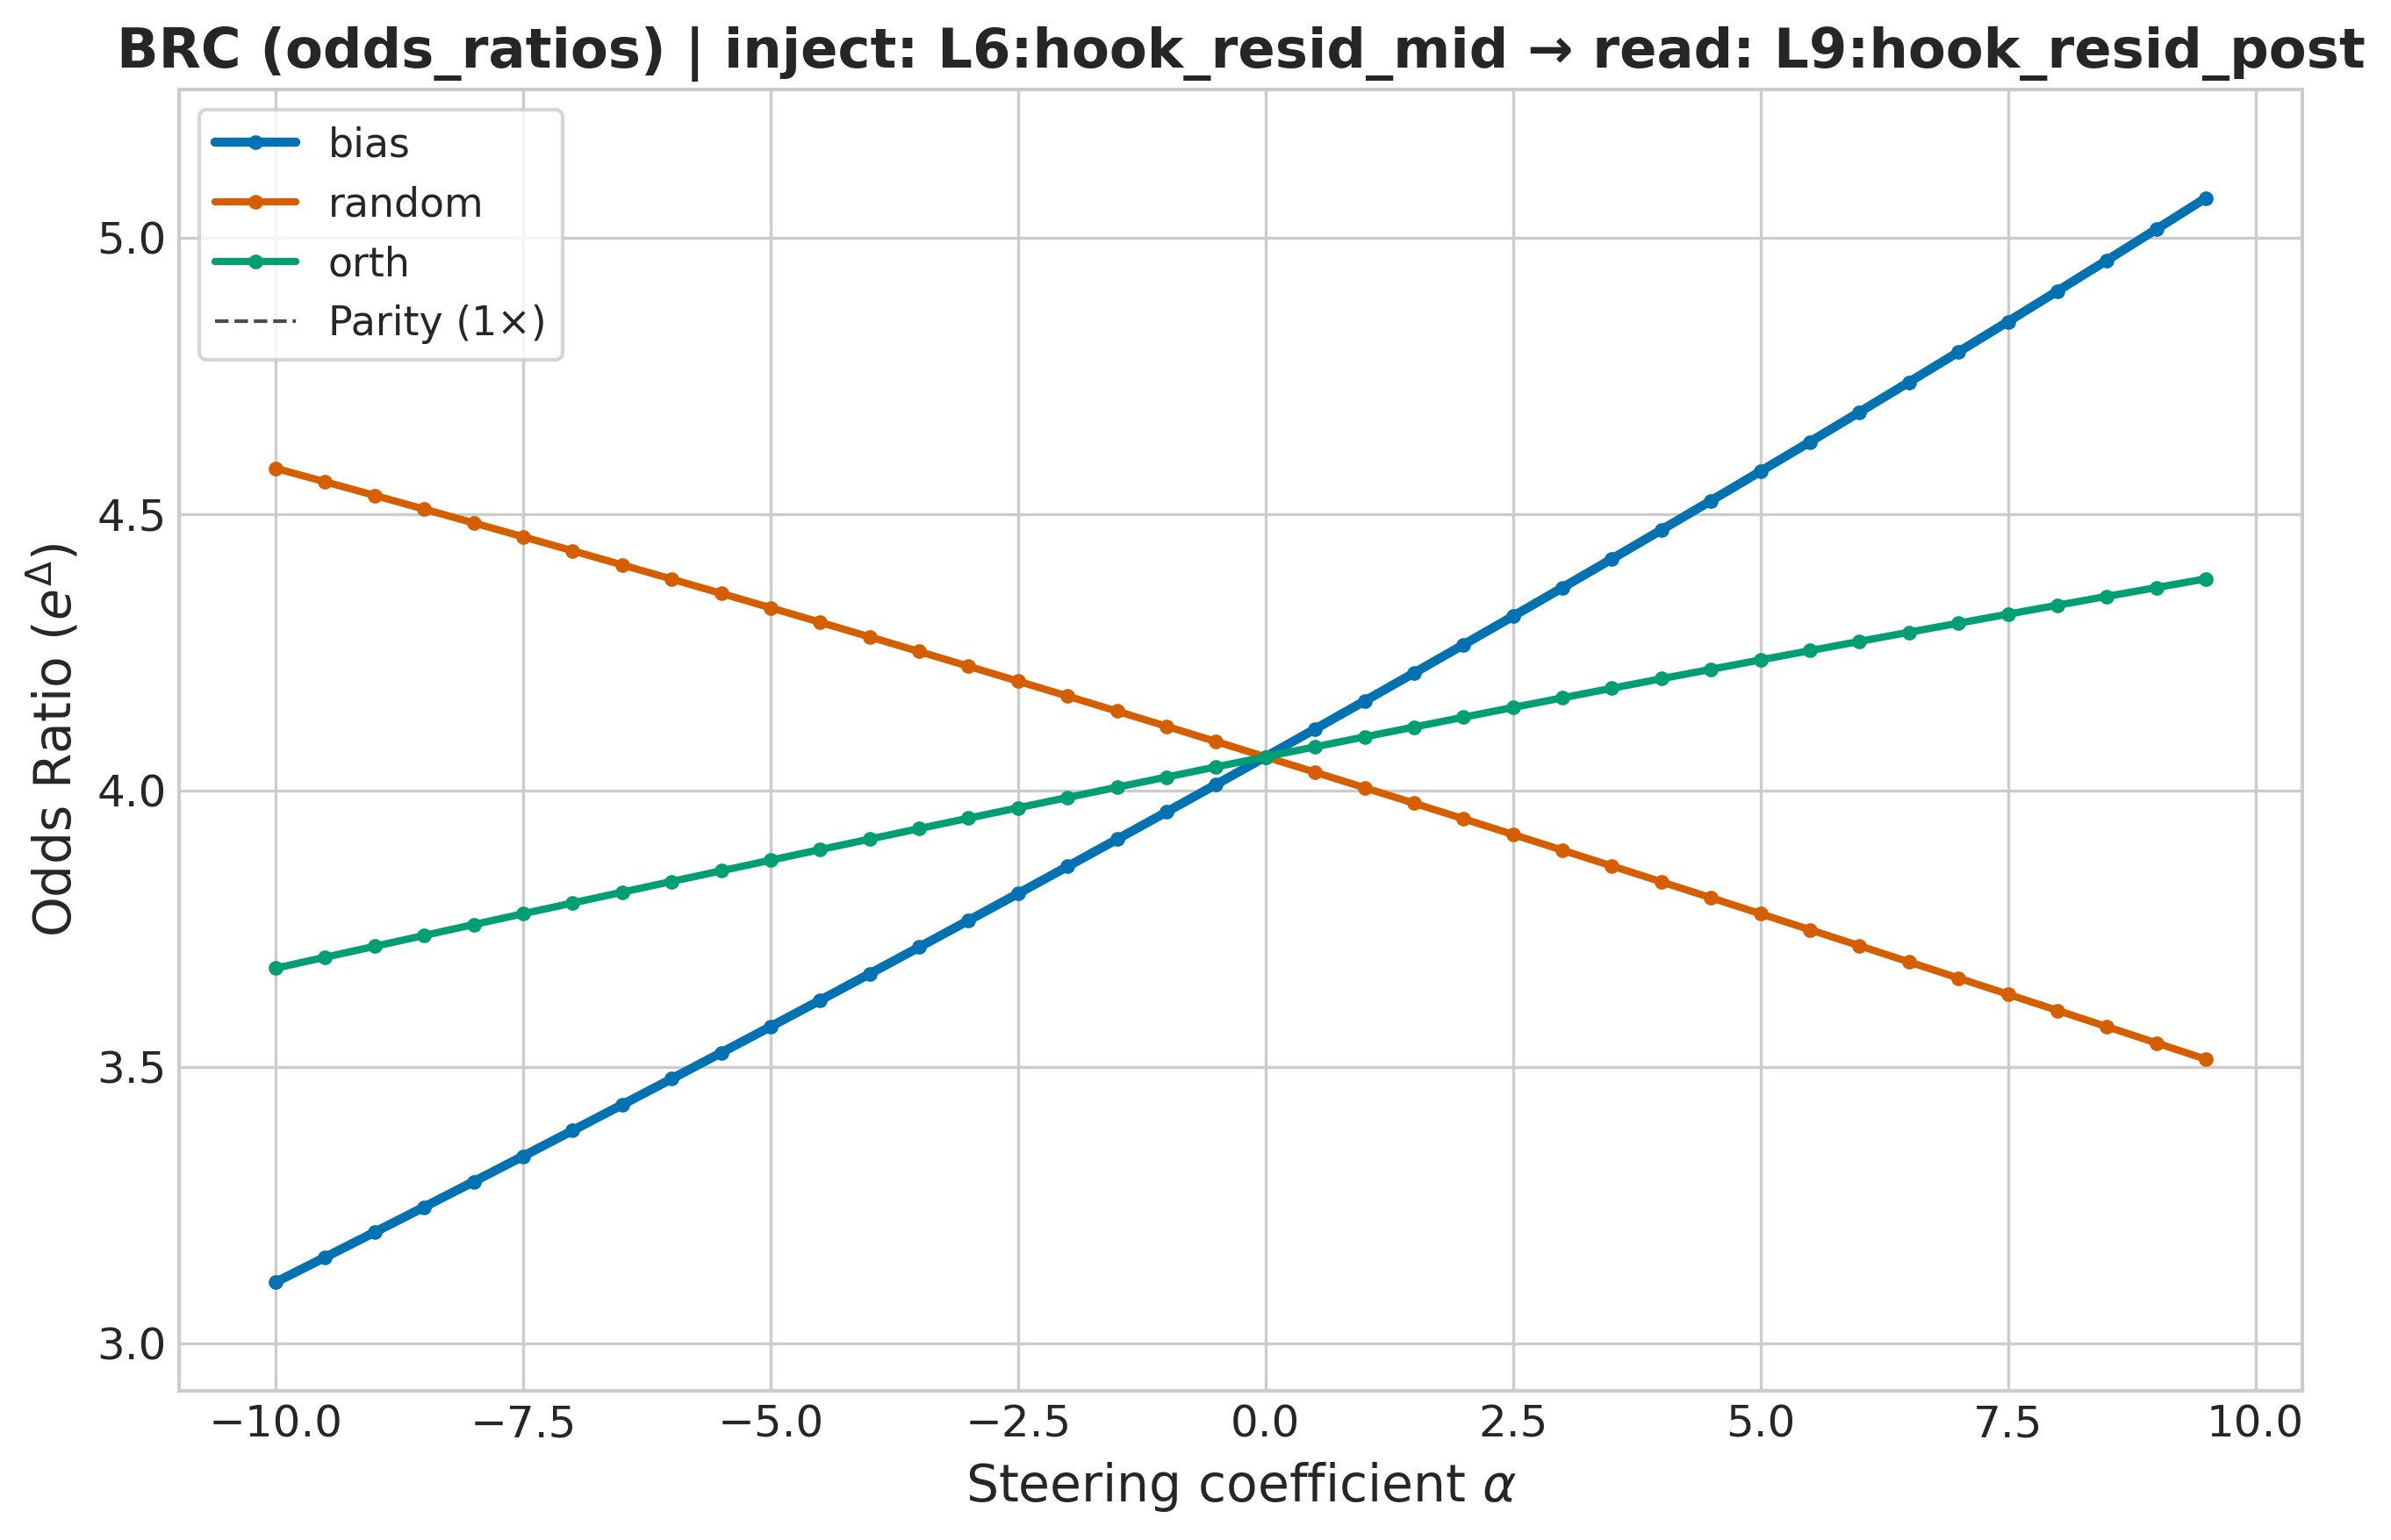 BRC (odds_ratios) | inject: L6:hook_resid_mid → read: L9:hook_resid_post
bias
random
orth
Parity (1×)
Odds Ratio (e^Δ)
5.0
4.5
4.0
3.5
3.0
−10.0 −7.5 −5.0 −2.5 0.0 2.5 5.0 7.5 10.0
Steering coefficient α